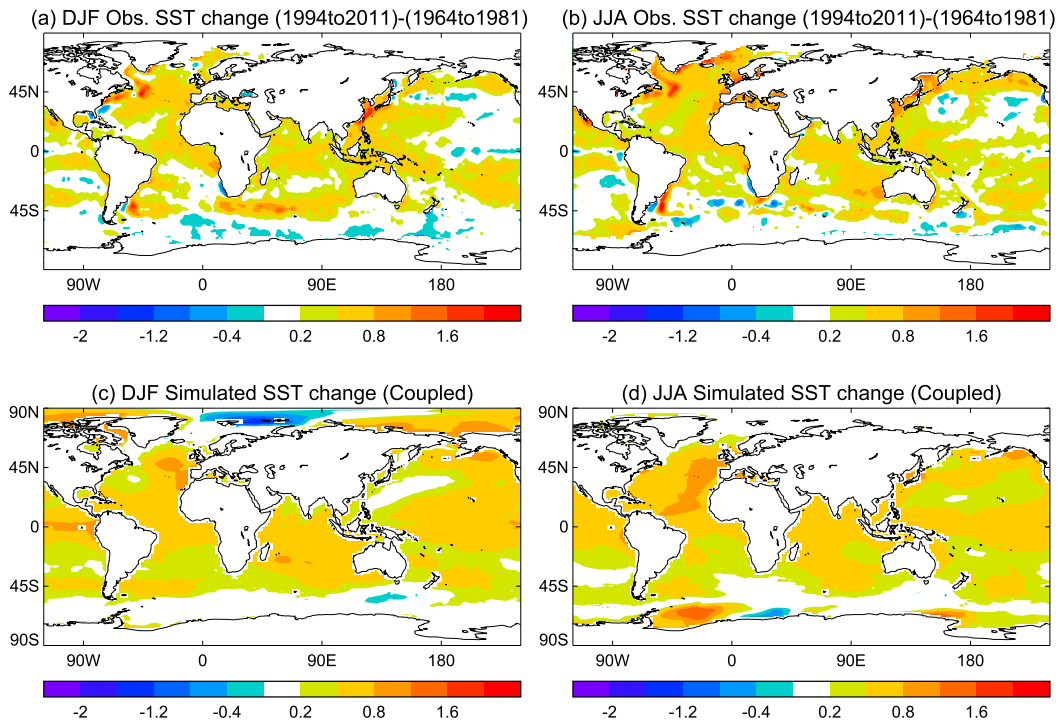 (a) DJF Obs. SST change (1994to2011)-(1964to1981)
45N
0
45S
90W 0 90E 180
-2 -1.2 -0.4 0.2 0.8 1.6
(b) JJA Obs. SST change (1994to2011)-(1964to1981)
45N
0
45S
90W 0 90E 180
-2 -1.2 -0.4 0.2 0.8 1.6
(c) DJF Simulated SST change (Coupled)
90N
45N
0
45S
90S
90W 0 90E 180
-2 -1.2 -0.4 0.2 0.8 1.6
(d) JJA Simulated SST change (Coupled)
90N
45N
0
45S
90S
90W 0 90E 180
-2 -1.2 -0.4 0.2 0.8 1.6